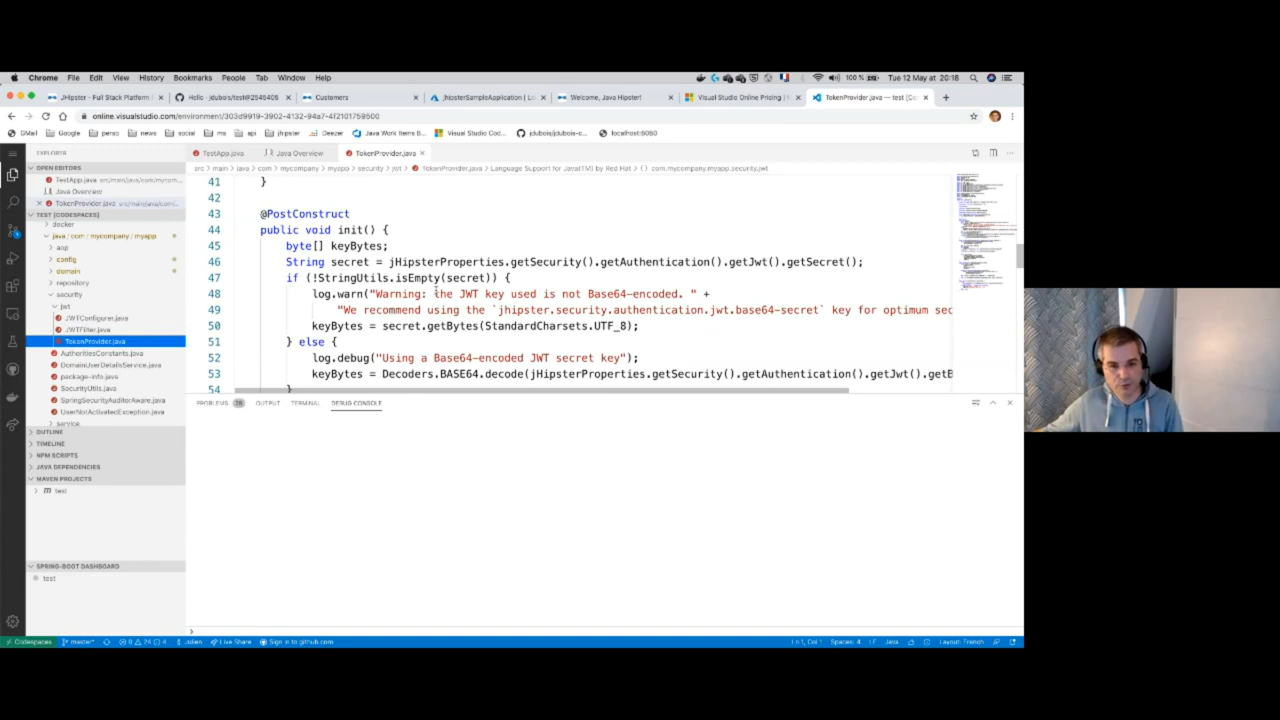 Chrome File Edit View History Bookmarks People Tab Window Help
100 % Tue 12 May at 20:18
JHipster - Full Stack Platform
Hello · jdubois/test@2545405
Customers
jhipsterSampleApplication | Lo
Welcome, Java Hipster!
Visual Studio Online Pricing |
TokenProvider.java — test [Co
online.visualstudio.com/environment/303d9919-3902-4132-94a7-4f2101759500
GMail Google perso news social ms api jhipster Deezer Java Work Items B... Visual Studio Cod... jdubois/jdubois-c... localhost:8080
EXPLORER
OPEN EDITORS
TestApp.java src/main/java/com/mycom...
Java Overview
TokenProvider.java src/main/java/com/...
TEST [CODESPACES]
docker
java / com / mycompany / myapp
aop
config
domain
repository
security
jwt
JWTConfigurer.java
JWTFilter.java
TokenProvider.java
AuthoritiesConstants.java
DomainUserDetailsService.java
package-info.java
SecurityUtils.java
SpringSecurityAuditorAware.java
UserNotActivatedException.java
service
OUTLINE
TIMELINE
NPM SCRIPTS
JAVA DEPENDENCIES
MAVEN PROJECTS
test
SPRING-BOOT DASHBOARD
test
TestApp.java Java Overview TokenProvider.java
src > main > java > com > mycompany > myapp > security > jwt > TokenProvider.java > Language Support for Java(TM) by Red Hat > {} com.mycompany.myapp.security.jwt
41 }
42
43 @PostConstruct
44 public void init() {
45 byte[] keyBytes;
46 String secret = jHipsterProperties.getSecurity().getAuthentication().getJwt().getSecret();
47 if (!StringUtils.isEmpty(secret)) {
48 log.warn("Warning: the JWT key used is not Base64-encoded. " +
49 "We recommend using the `jhipster.security.authentication.jwt.base64-secret` key for optimum sec
50 keyBytes = secret.getBytes(StandardCharsets.UTF_8);
51 } else {
52 log.debug("Using a Base64-encoded JWT secret key");
53 keyBytes = Decoders.BASE64.decode(jHipsterProperties.getSecurity().getAuthentication().getJwt().getB
54 }
PROBLEMS 28 OUTPUT TERMINAL DEBUG CONSOLE
Codespaces master* 0 24 4 Julien Live Share Sign in to github.com
Ln 1, Col 1 Spaces: 4 LF Java Layout: French